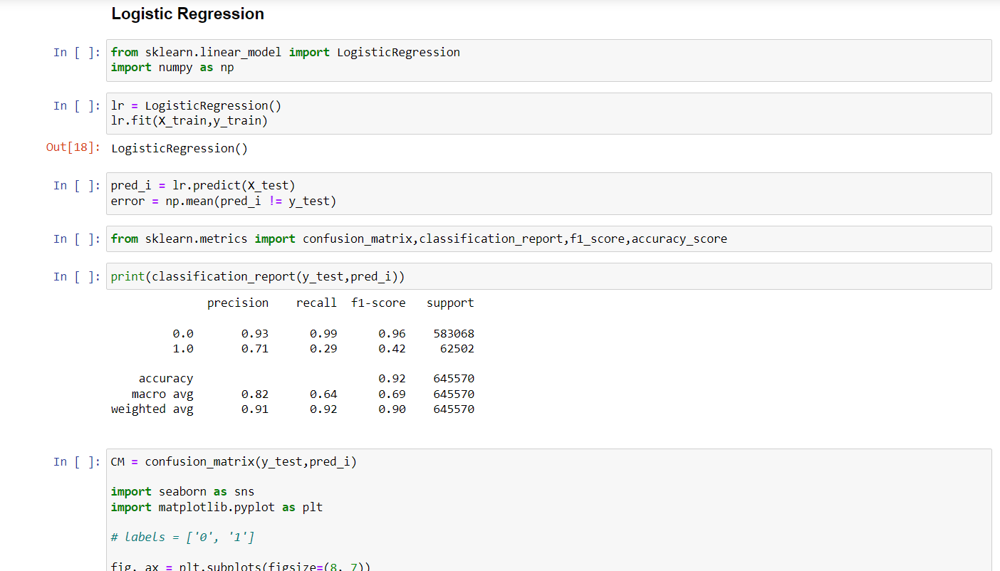 Logistic Regression
In [ ]: from sklearn.linear_model import LogisticRegression
import numpy as np
In [ ]: lr = LogisticRegression()
lr.fit(X_train,y_train)
Out[18]: LogisticRegression()
In [ ]: pred_i = lr.predict(X_test)
error = np.mean(pred_i != y_test)
In [ ]: from sklearn.metrics import confusion_matrix,classification_report,f1_score,accuracy_score
In [ ]: print(classification_report(y_test,pred_i))
precision recall f1-score support
0.0 0.93 0.99 0.96 583068
1.0 0.71 0.29 0.42 62502
accuracy 0.92 645570
macro avg 0.82 0.64 0.69 645570
weighted avg 0.91 0.92 0.90 645570
In [ ]: CM = confusion_matrix(y_test,pred_i)
import seaborn as sns
import matplotlib.pyplot as plt
# labels = ['0', '1']
fig, ax = plt.subplots(figsize=(8, 7))